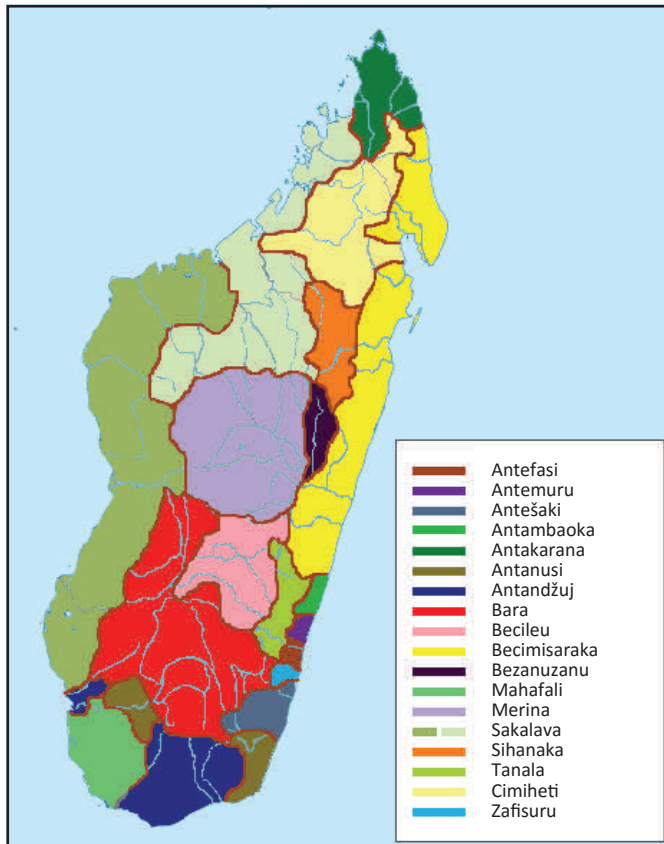 Antefasi
Antemuru
Antešaki
Antambaoka
Antakarana
Antanusi
Antandžuj
Bara
Becileu
Becimisaraka
Bezanuzanu
Mahafali
Merina
Sakalava
Sihanaka
Tanala
Cimiheti
Zafisuru